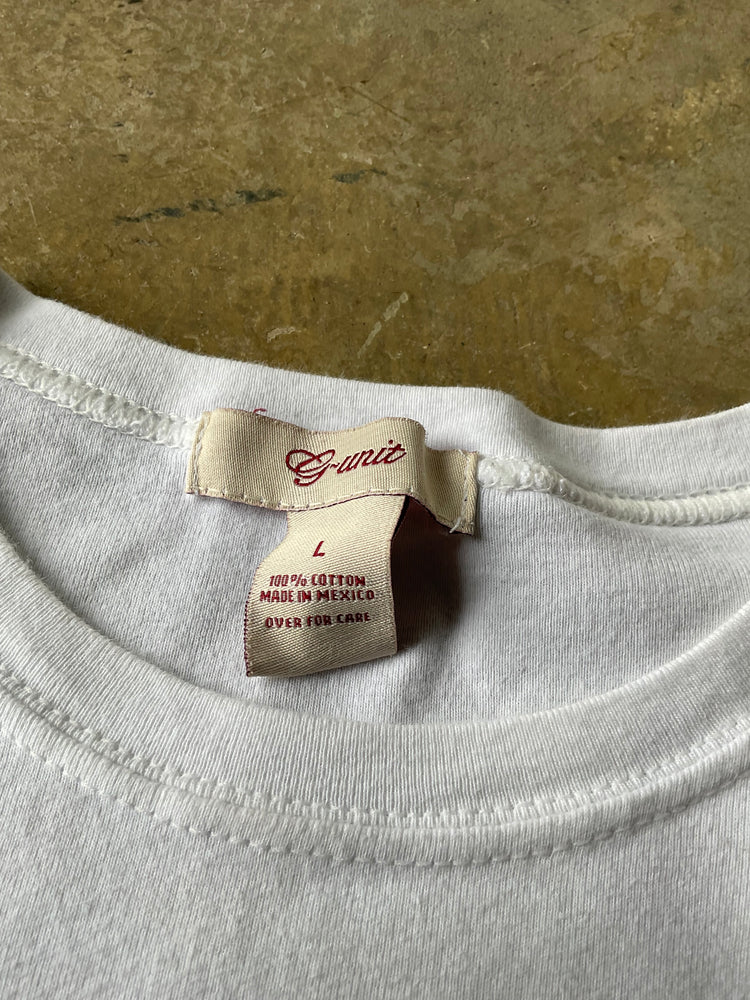 G-unit
L
100% COTTON
MADE IN MEXICO
OVER FOR CARE